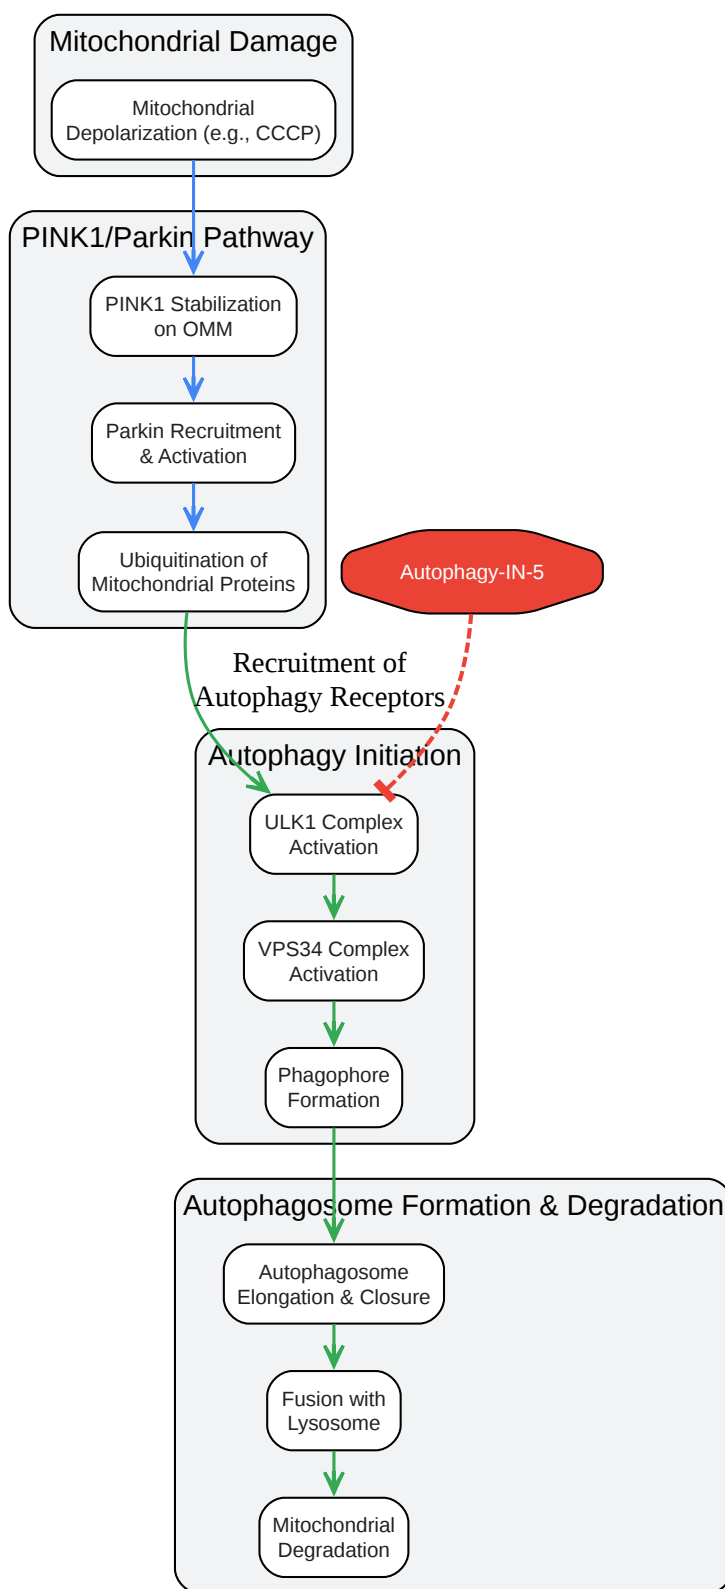 Mitochondrial Damage
Mitochondrial
Depolarization (e.g., CCCP)
PINK1/Parkin Pathway
PINK1 Stabilization
on OMM
Parkin Recruitment
& Activation
Ubiquitination of
Mitochondrial Proteins
Autophagy-IN-5
Recruitment of
Autophagy Receptors
Autophagy Initiation
ULK1 Complex
Activation
VPS34 Complex
Activation
Phagophore
Formation
Autophagosome Formation & Degradation
Autophagosome
Elongation & Closure
Fusion with
Lysosome
Mitochondrial
Degradation